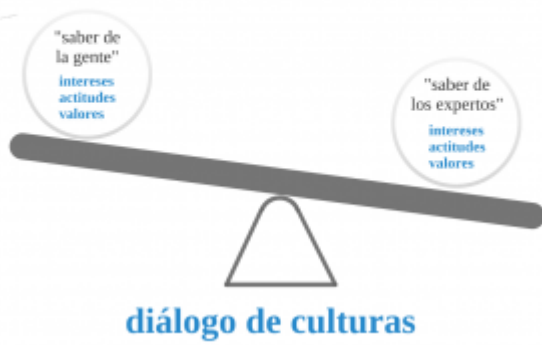 "saber de
la gente"
intereses
actitudes
valores
"saber de
los expertos"
intereses
actitudes
valores
diálogo de culturas